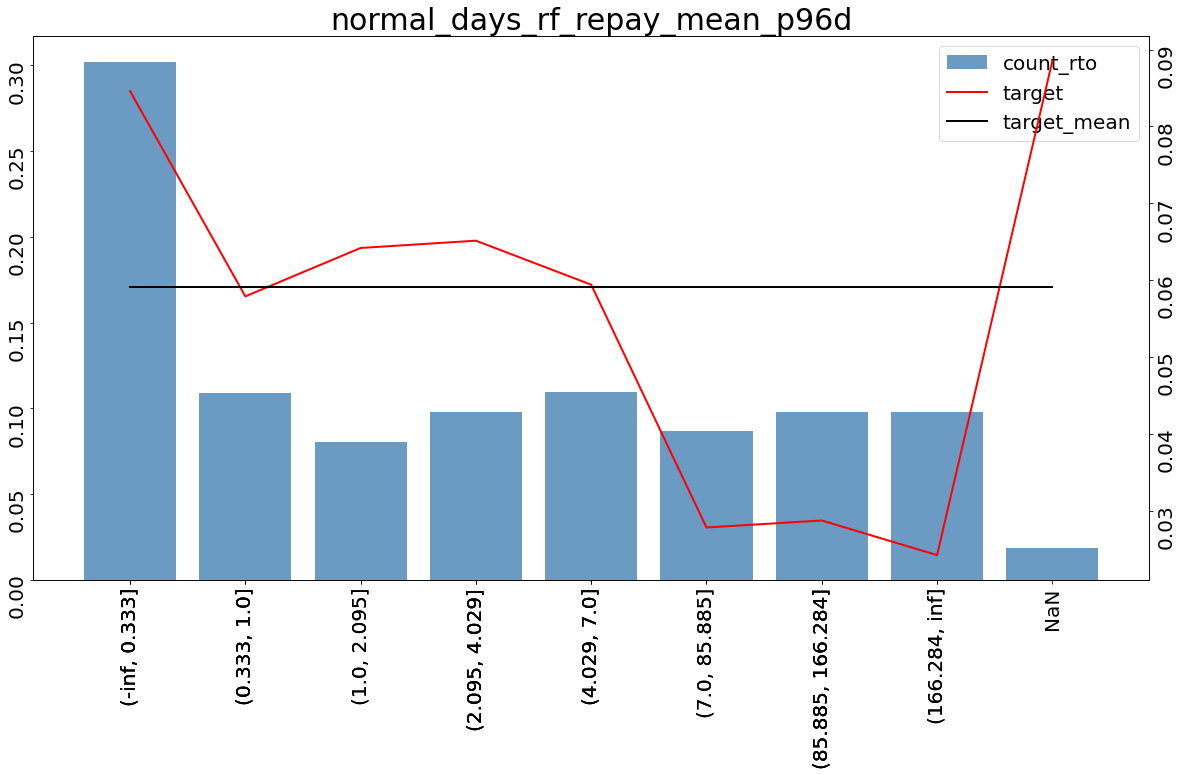 normal_days_rf_repay_mean_p96d
count_rto
target
target_mean
0.30
0.25
0.20
0.15
0.10
0.05
0.00
0.09
0.08
0.07
0.06
0.05
0.04
0.03
(-inf, 0.333]
(0.333, 1.0]
(1.0, 2.095]
(2.095, 4.029]
(4.029, 7.0]
(7.0, 85.885]
(85.885, 166.284]
(166.284, inf]
NaN